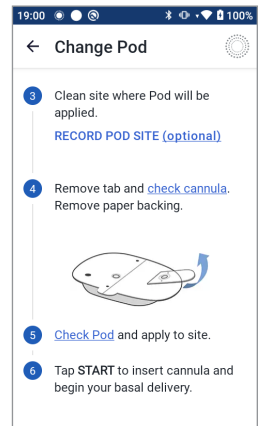 19:00 100%
Change Pod
3 Clean site where Pod will be
applied.
RECORD POD SITE (optional)
4 Remove tab and check cannula.
Remove paper backing.
5 Check Pod and apply to site.
6 Tap START to insert cannula and
begin your basal delivery.